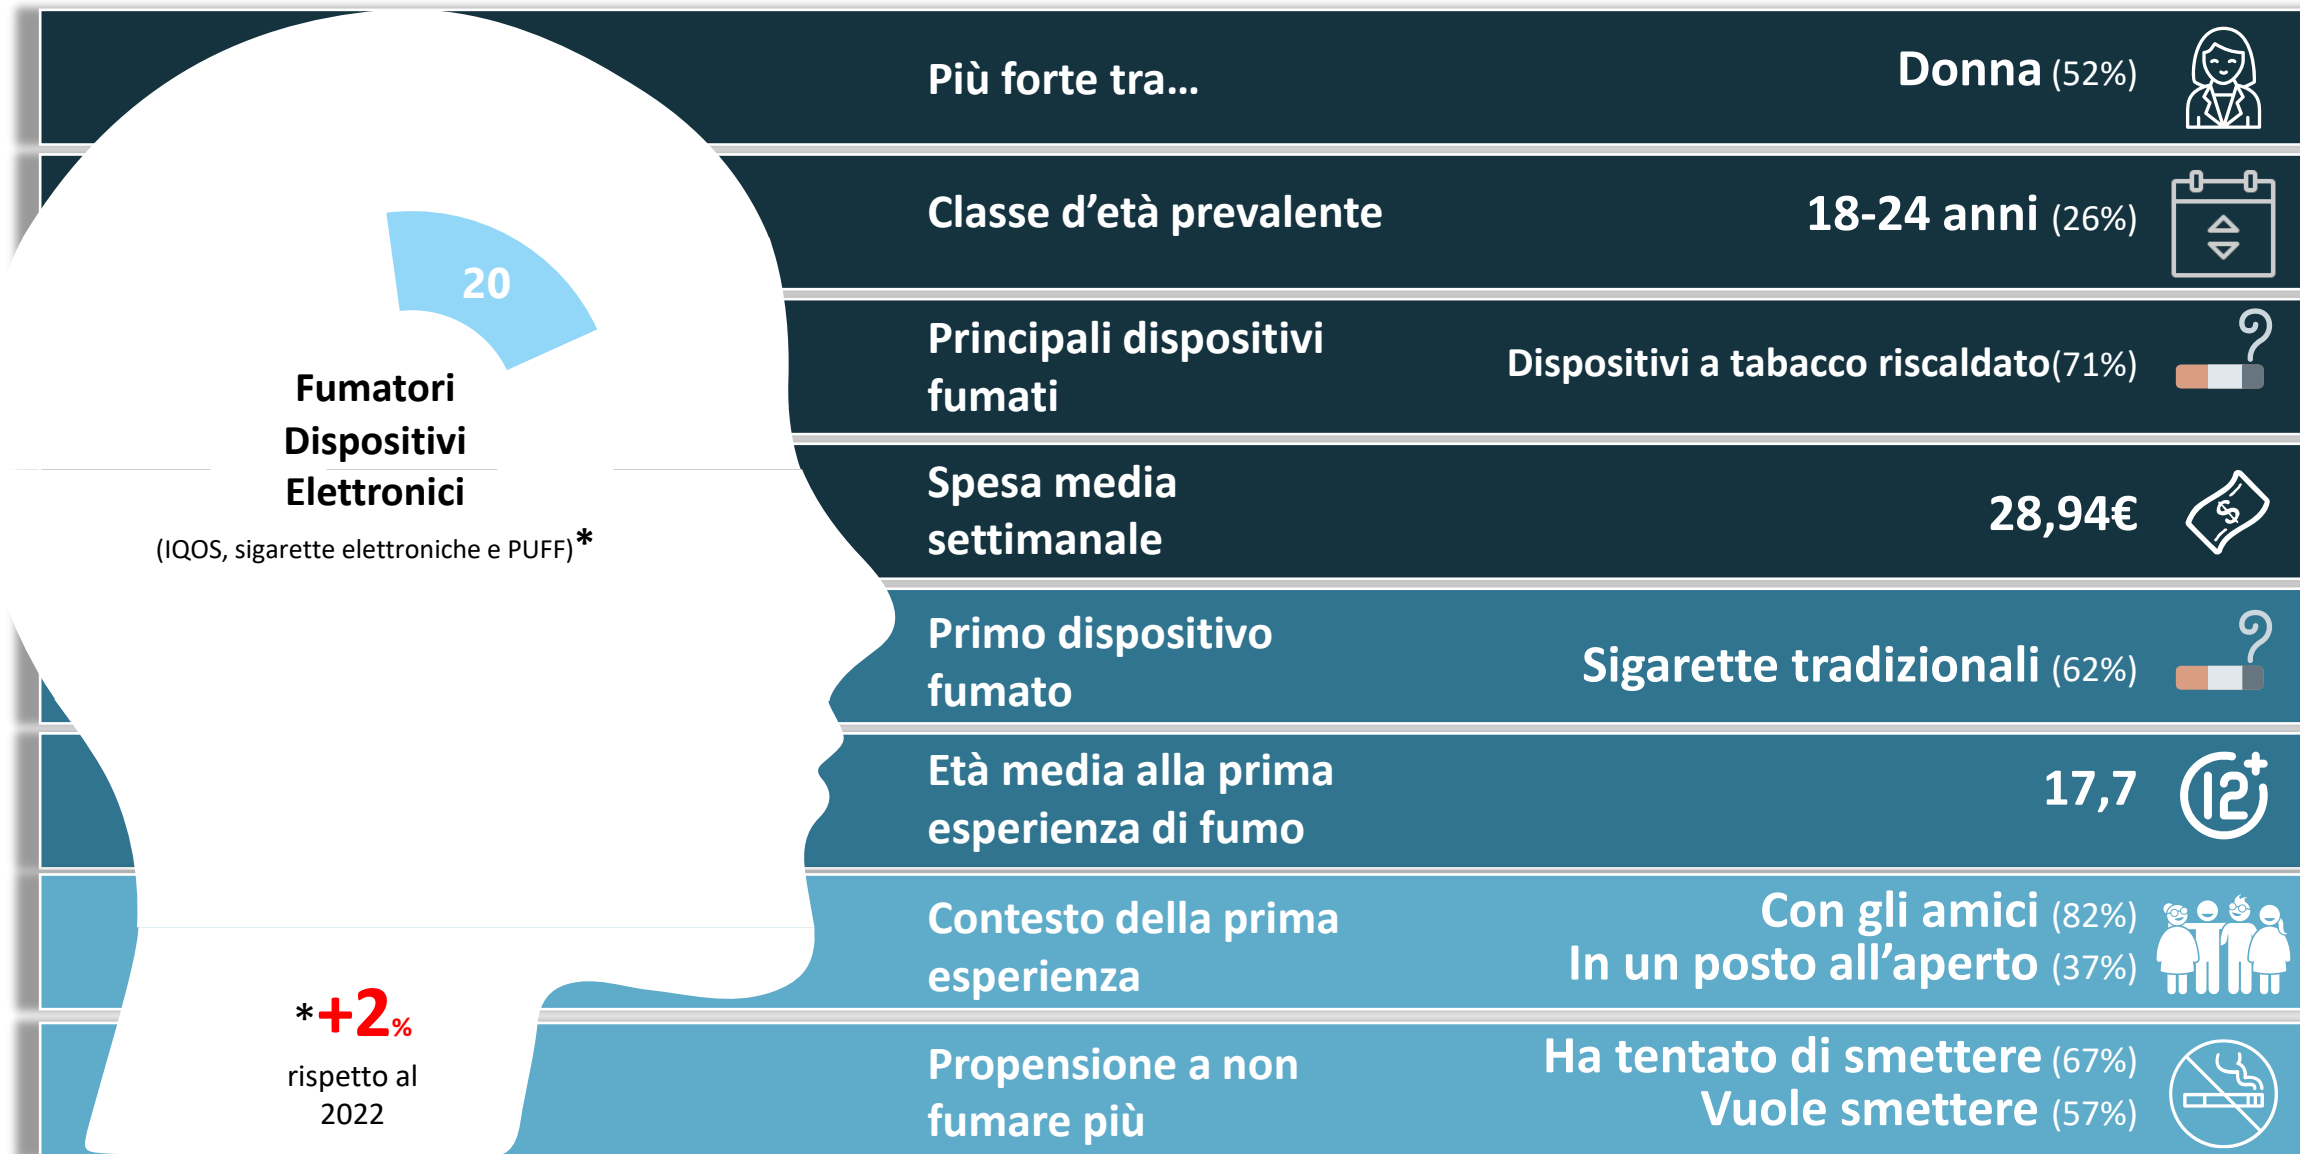 20
Fumatori
Dispositivi
Elettronici
(IQOS, sigarette elettroniche e PUFF)*
*+2%
rispetto al
2022
Più forte tra...
Donna (52%)
Classe d'età prevalente
18-24 anni (26%)
Principali dispositivi
fumati
Dispositivi a tabacco riscaldato(71%)
Spesa media
settimanale
28,94€
$
Primo dispositivo
fumato
Sigarette tradizionali (62%)
Età media alla prima
esperienza di fumo
17,7
12+
Contesto della prima
esperienza
Con gli amici (82%)
In un posto all'aperto (37%)
Propensione a non
fumare più
Ha tentato di smettere (67%)
Vuole smettere (57%)